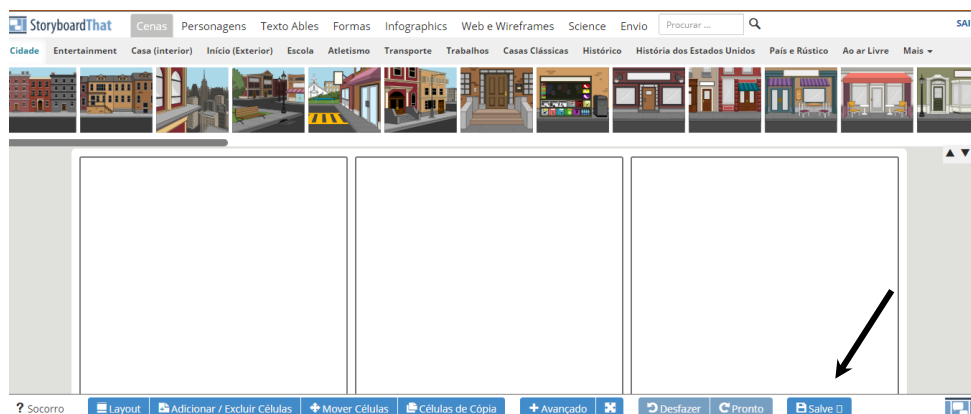 StoryboardThat Cenas Personagens Texto Ables Formas Infographics Web e Wireframes Science Envio Procurar ...
Cidade Entertainment Casa (interior) Início (Exterior) Escola Atletismo Transporte Trabalhos Casas Clássicas Histórico História dos Estados Unidos País e Rústico Ao ar Livre Mais
? Socorro Layout Adicionar / Excluir Células Mover Células Células de Cópia + Avançado Desfazer Pronto Salve